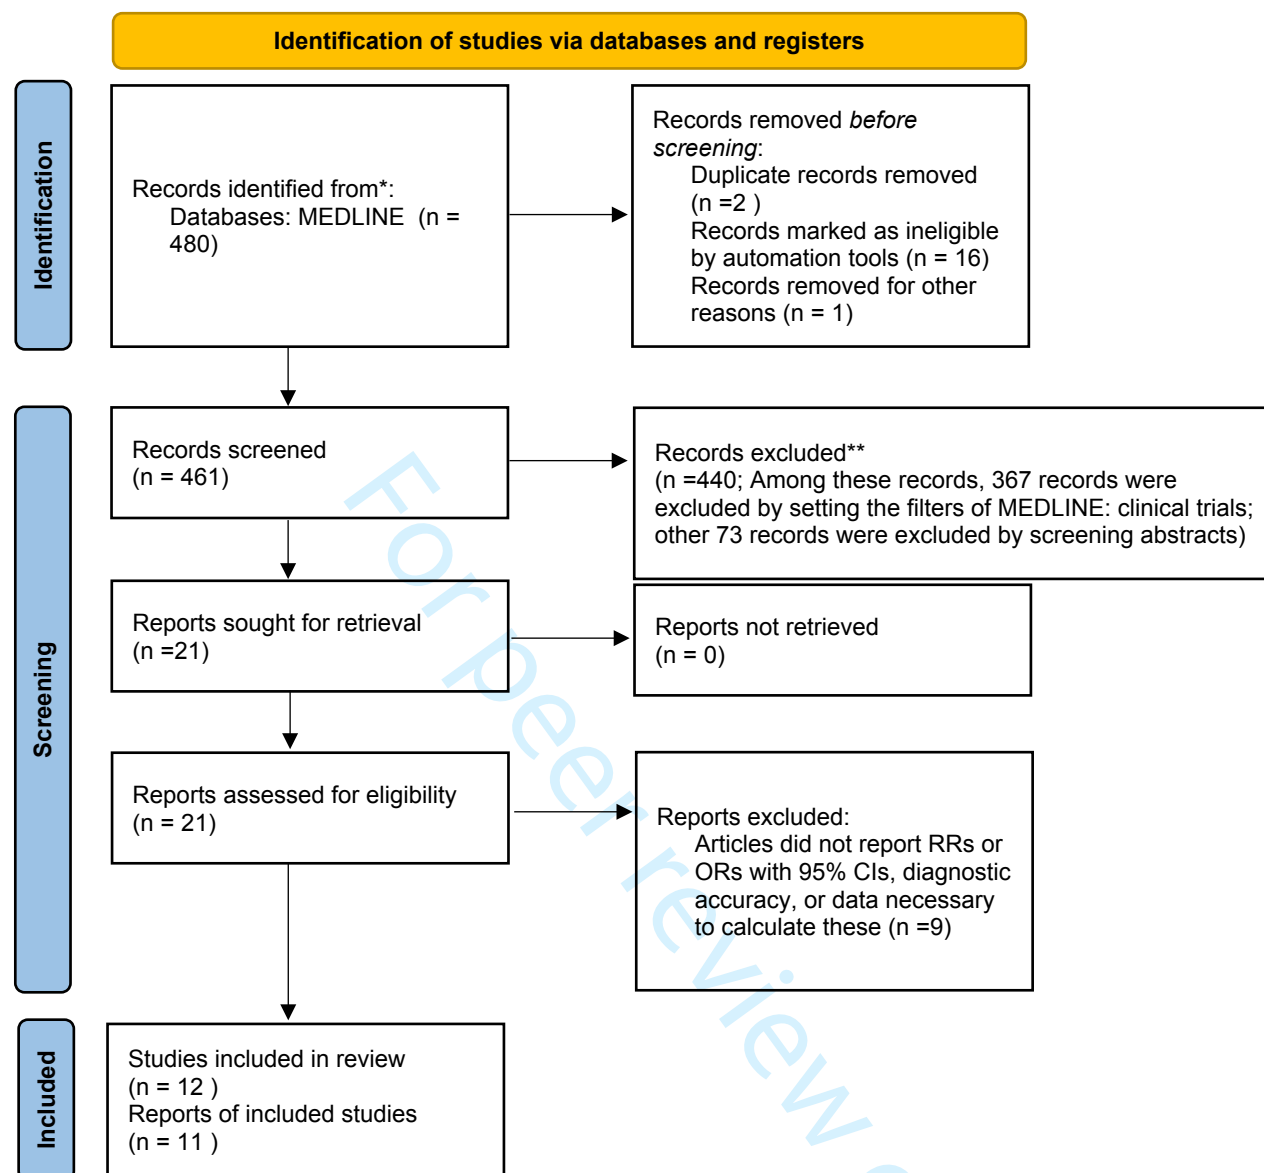 Identification of studies via databases and registers
Identification
Records identified from*:
Databases: MEDLINE (n =
480)
Records removed before
screening:
Duplicate records removed
(n =2 )
Records marked as ineligible
by automation tools (n = 16)
Records removed for other
reasons (n = 1)
Screening
Records screened
(n = 461)
Records excluded**
(n =440; Among these records, 367 records were
excluded by setting the filters of MEDLINE: clinical trials;
other 73 records were excluded by screening abstracts)
Reports sought for retrieval
(n =21)
Reports not retrieved
(n = 0)
Reports assessed for eligibility
(n = 21)
Reports excluded:
Articles did not report RRs or
ORs with 95% CIs, diagnostic
accuracy, or data necessary
to calculate these (n =9)
Included
Studies included in review
(n = 12 )
Reports of included studies
(n = 11 )
For peer review